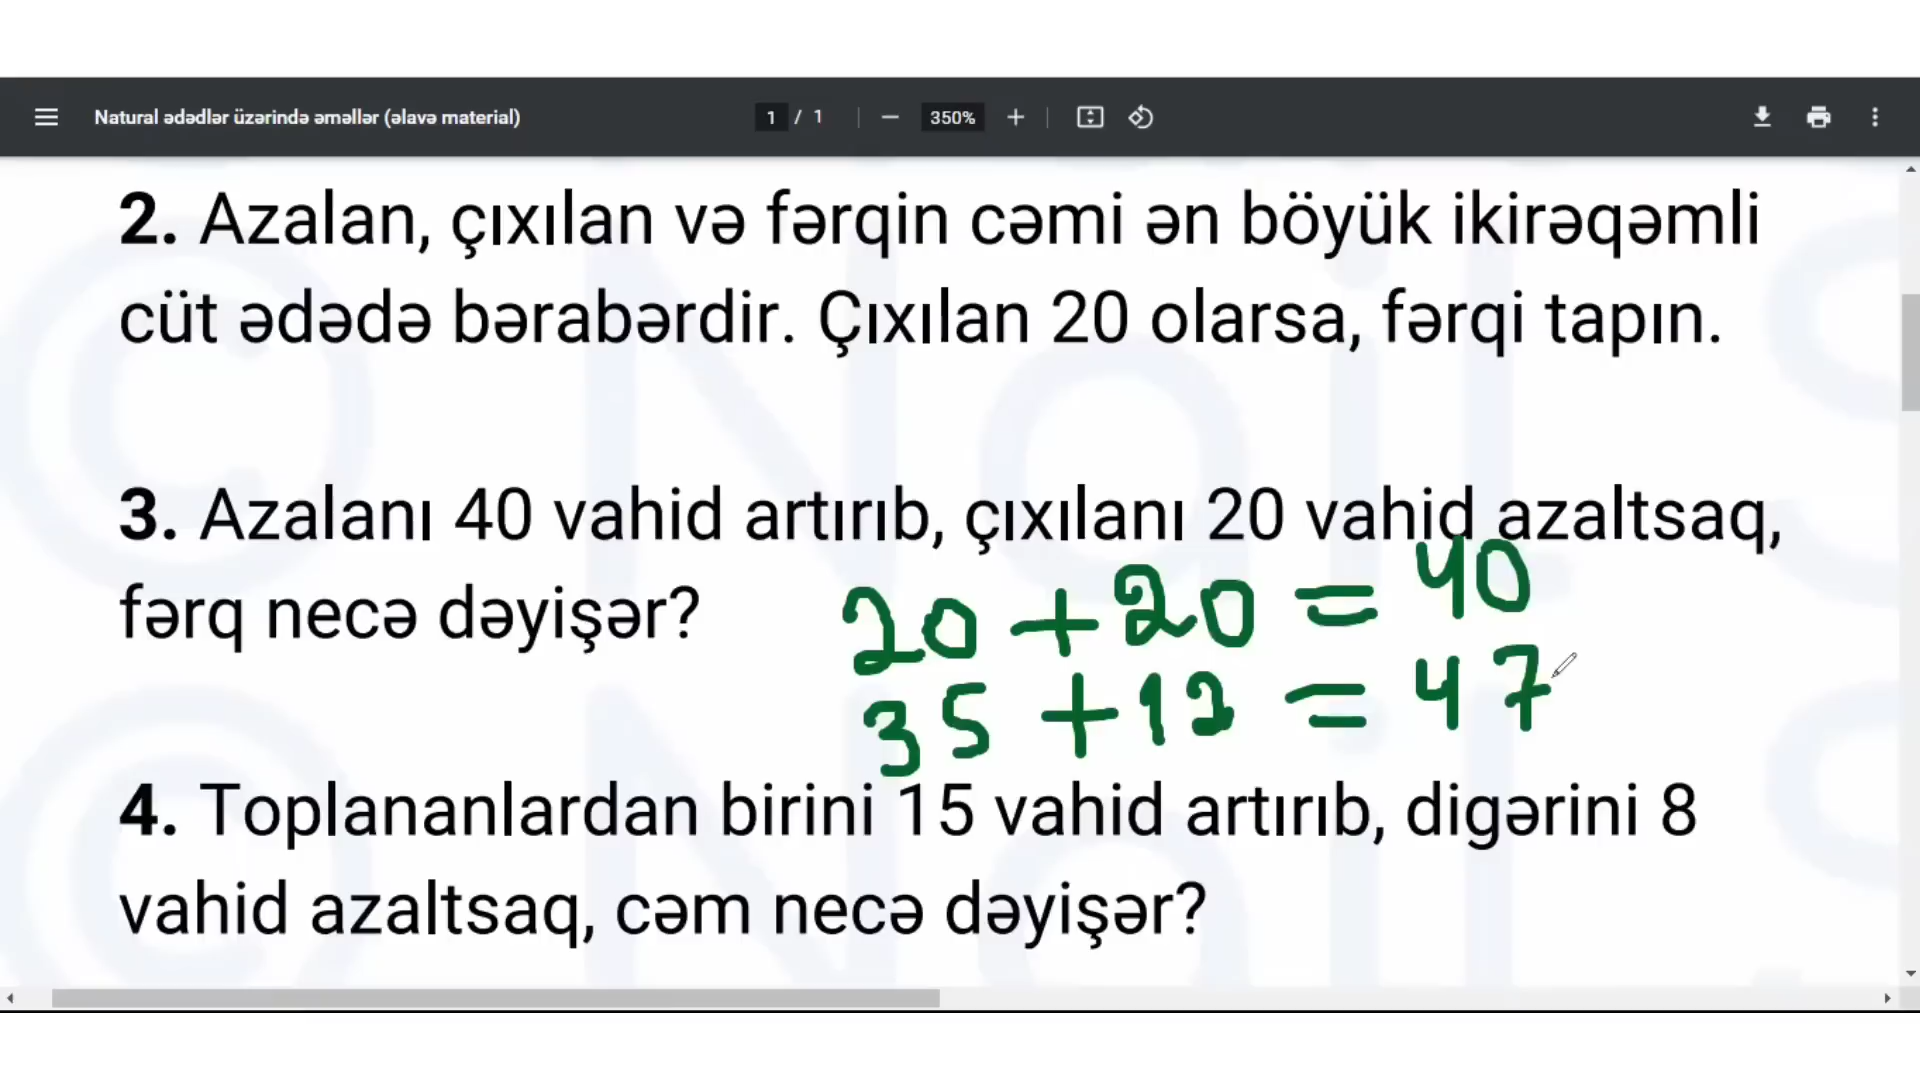 Natural ədədlər üzərində əməllər (əlavə material) 1 / 1 350%
2. Azalan, çıxılan və fərqin cəmi ən böyük ikirəqəmli
cüt ədədə bərabərdir. Çıxılan 20 olarsa, fərqi tapın.
3. Azalanı 40 vahid artırıb, çıxılanı 20 vahid azaltsaq,
fərq necə dəyişər?
20 + 20 = 40
35 + 12 = 47
4. Toplananlardan birini 15 vahid artırıb, digərini 8
vahid azaltsaq, cəm necə dəyişər?